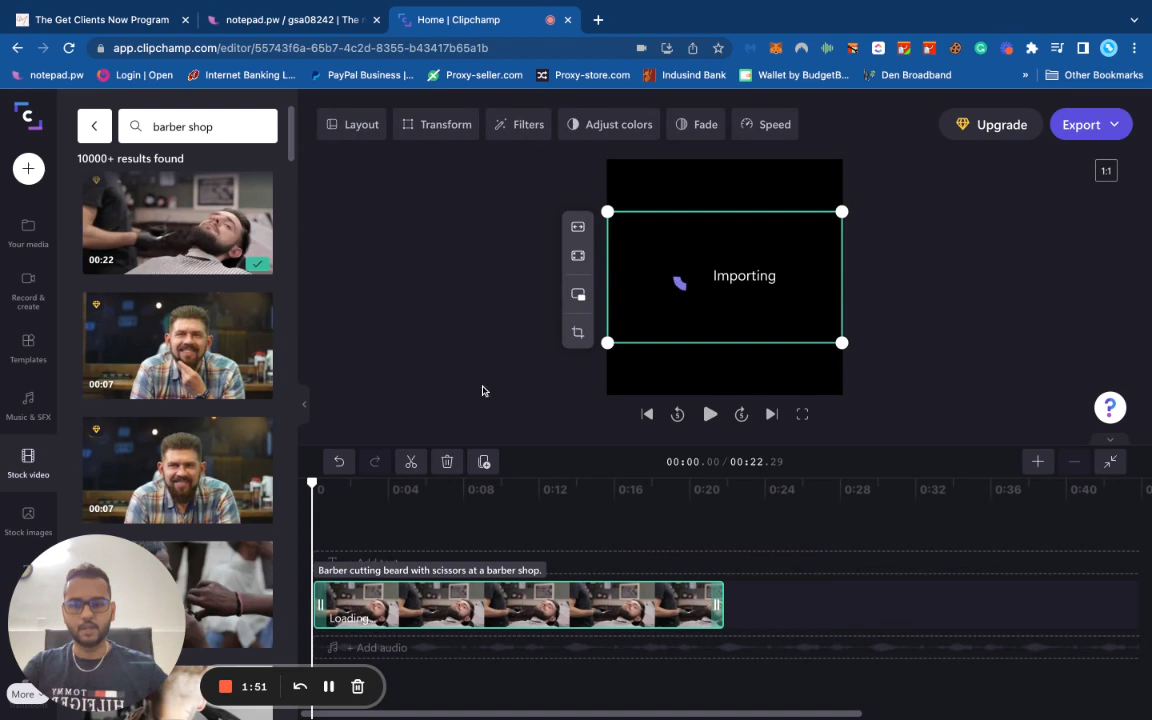 The Get Clients Now Program
notepad.pw / gsa08242 | The n
Home | Clipchamp
app.clipchamp.com/editor/55743f6a-65b7-4c2d-8355-b43417b65a1b
notepad.pw
Login | Open
Internet Banking L...
PayPal Business |...
Proxy-seller.com
Proxy-store.com
Indusind Bank
Wallet by BudgetB...
Den Broadband
»
Other Bookmarks
barber shop
Layout
Transform
Filters
Adjust colors
Fade
Speed
Upgrade
Export
10000+ results found
1:1
Your media
00:22
Record &
create
Importing
Templates
00:07
Music & SFX
5
5
?
Stock video
00:00.00 / 00:22.29
0
0:04
0:08
0:12
0:16
0:20
0:24
0:28
0:32
0:36
0:40
00:07
Stock images
T
Barber cutting beard with scissors at a barber shop.
Loading...
+ Add audio
1:51
More
TOMMY
HILFIGER